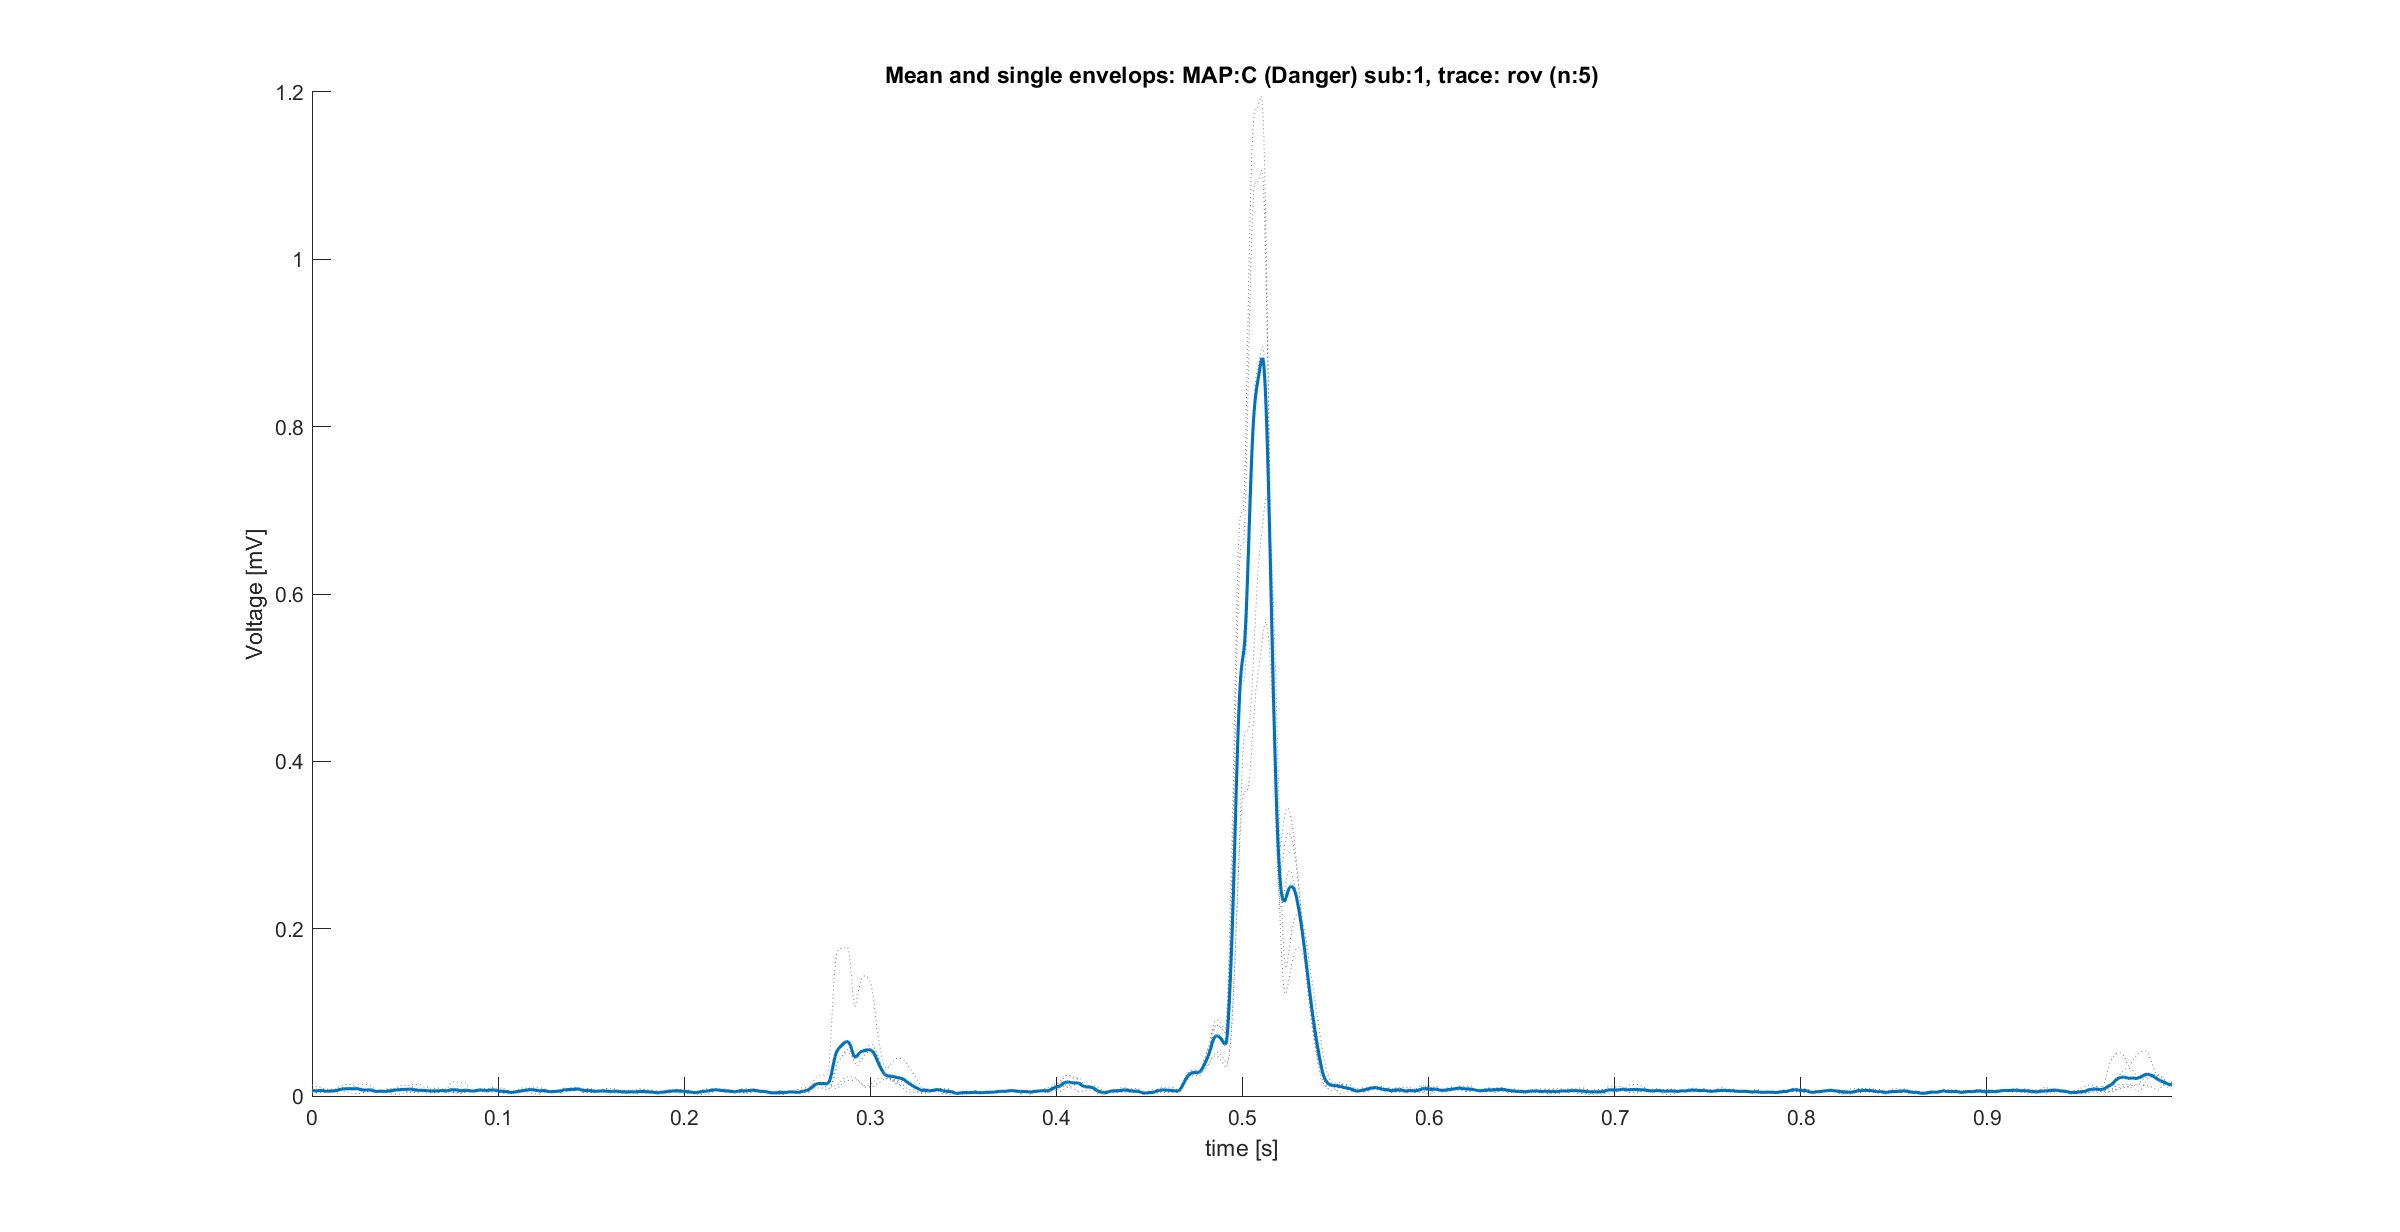 Mean and single envelops: MAP:C (Danger) sub:1, trace: rov (n:5)
1.2
1
0.8
0.6
0.4
0.2
0
Voltage [mV]
0 0.1 0.2 0.3 0.4 0.5 0.6 0.7 0.8 0.9
time [s]